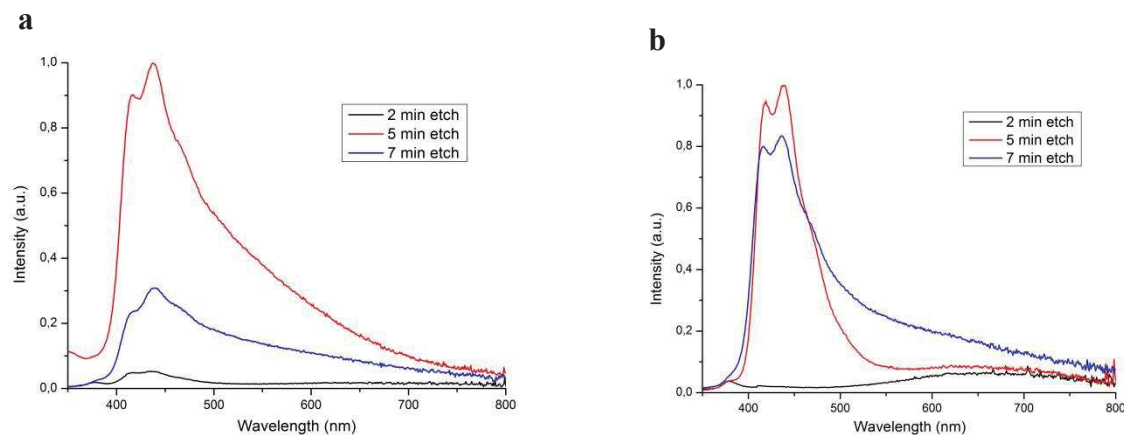 a
1,0
0,8
0,6
0,4
0,2
0,0
Intensity (a.u.)
400 500 600 700 800
Wavelength (nm)
2 min etch
5 min etch
7 min etch
b
1,0
0,8
0,6
0,4
0,2
0,0
Intensity (a.u.)
400 500 600 700 800
Wavelength (nm)
2 min etch
5 min etch
7 min etch